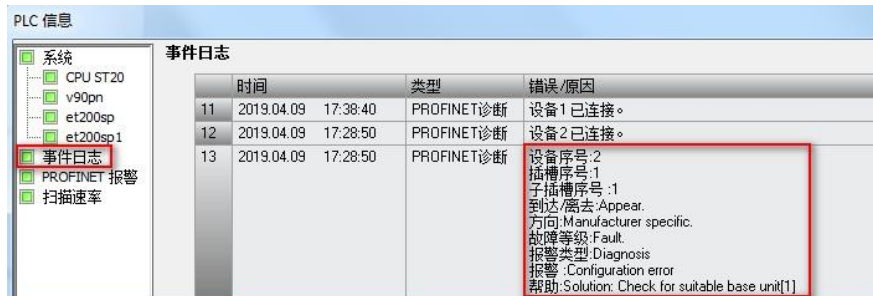 PLC 信息
系统
CPU ST20
v90pn
et200sp
et200sp1
事件日志
PROFINET 报警
扫描速率
事件日志
时间 类型 错误/原因
11 2019.04.09 17:38:40 PROFINET诊断 设备1已连接。
12 2019.04.09 17:28:50 PROFINET诊断 设备2已连接。
13 2019.04.09 17:28:50 PROFINET诊断 设备序号:2
插槽序号:1
子插槽序号 :1
到达/离去:Appear.
方向:Manufacturer specific.
故障等级:Fault.
报警类型:Diagnosis
报警 :Configuration error
帮助:Solution: Check for suitable base unit[1]